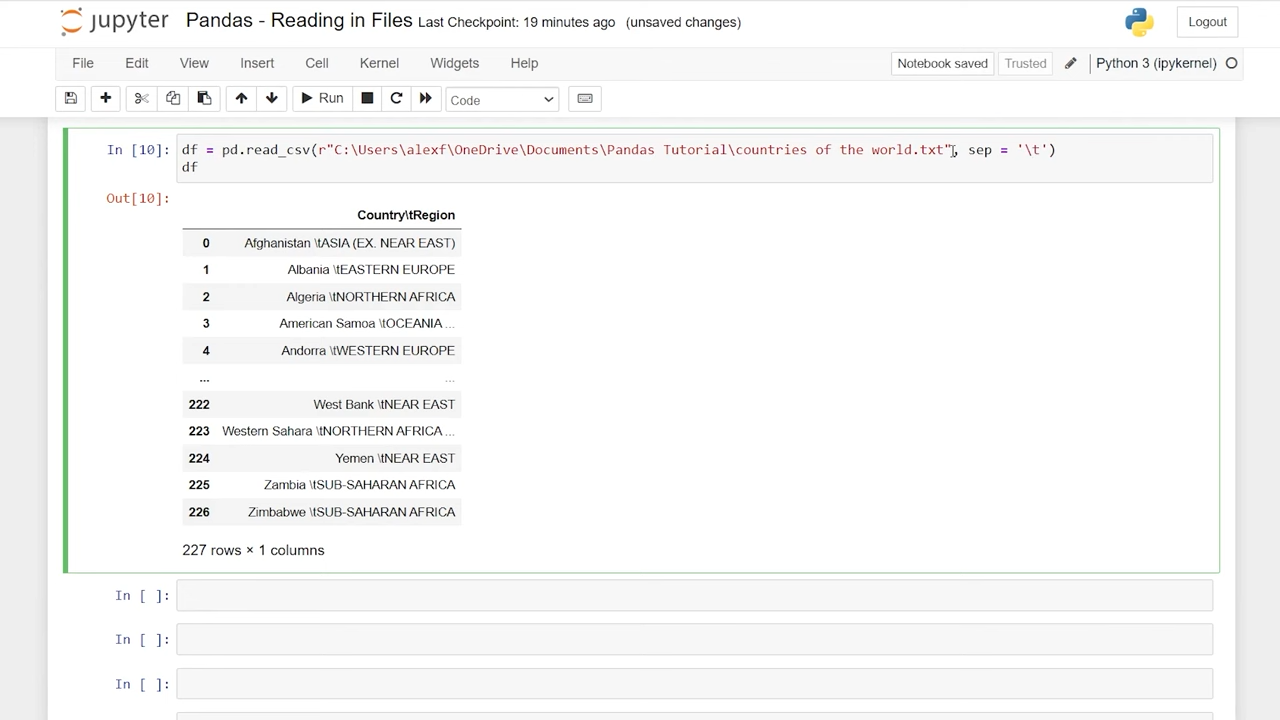 jupyter Pandas - Reading in Files Last Checkpoint: 19 minutes ago (unsaved changes) Logout
File Edit View Insert Cell Kernel Widgets Help Notebook saved Trusted Python 3 (ipykernel)
Run Code
In [10]: df = pd.read_csv(r"C:\Users\alexf\OneDrive\Documents\Pandas Tutorial\countries of the world.txt", sep = '\t')
df
Out[10]:
Country\tRegion
0 Afghanistan \tASIA (EX. NEAR EAST)
1 Albania \tEASTERN EUROPE
2 Algeria \tNORTHERN AFRICA
3 American Samoa \tOCEANIA ...
4 Andorra \tWESTERN EUROPE
... ...
222 West Bank \tNEAR EAST
223 Western Sahara \tNORTHERN AFRICA ...
224 Yemen \tNEAR EAST
225 Zambia \tSUB-SAHARAN AFRICA
226 Zimbabwe \tSUB-SAHARAN AFRICA
227 rows × 1 columns
In [ ]:
In [ ]:
In [ ]: